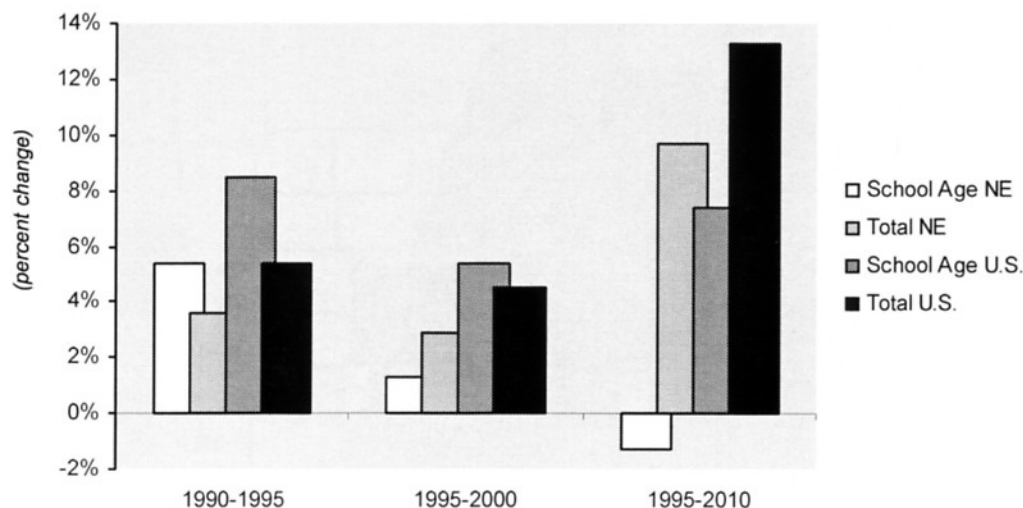 14%
12%
10%
8%
6%
4%
2%
0%
-2%
(percent change)
1990-1995
1995-2000
1995-2010
School Age NE
Total NE
School Age U.S.
Total U.S.